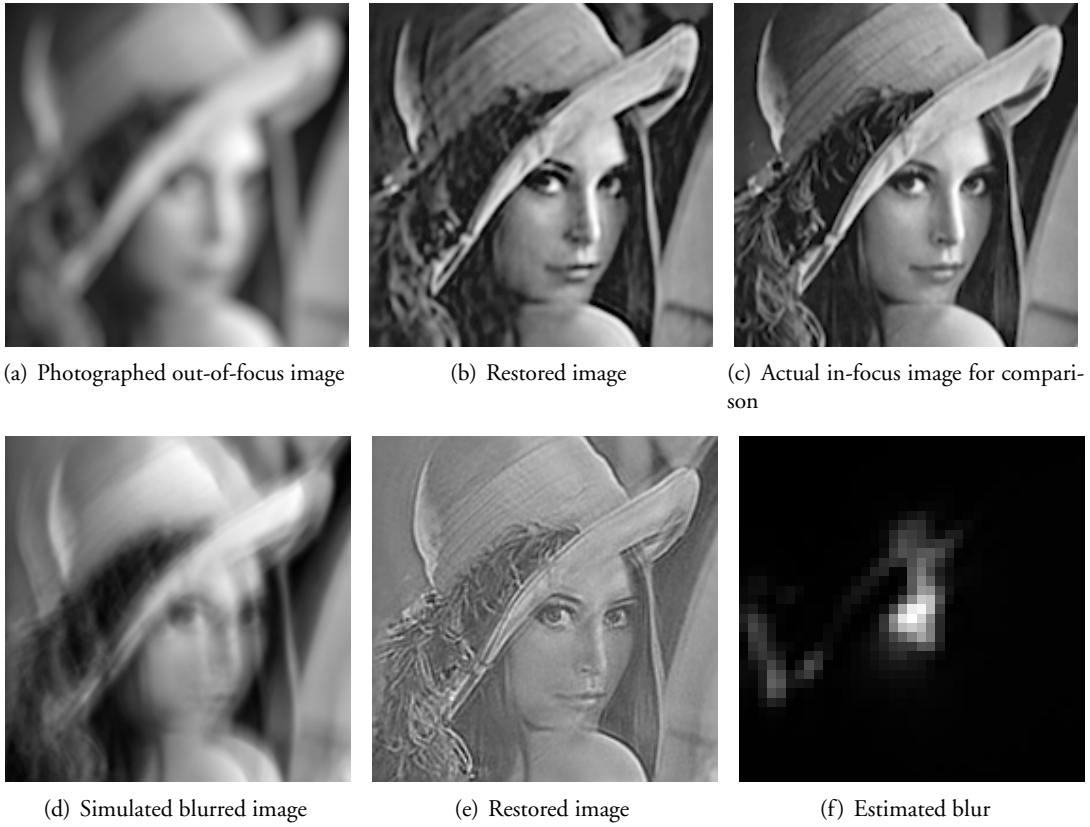 (a) Photographed out-of-focus image
(b) Restored image
(c) Actual in-focus image for compari-
son
(d) Simulated blurred image
(e) Restored image
(f) Estimated blur